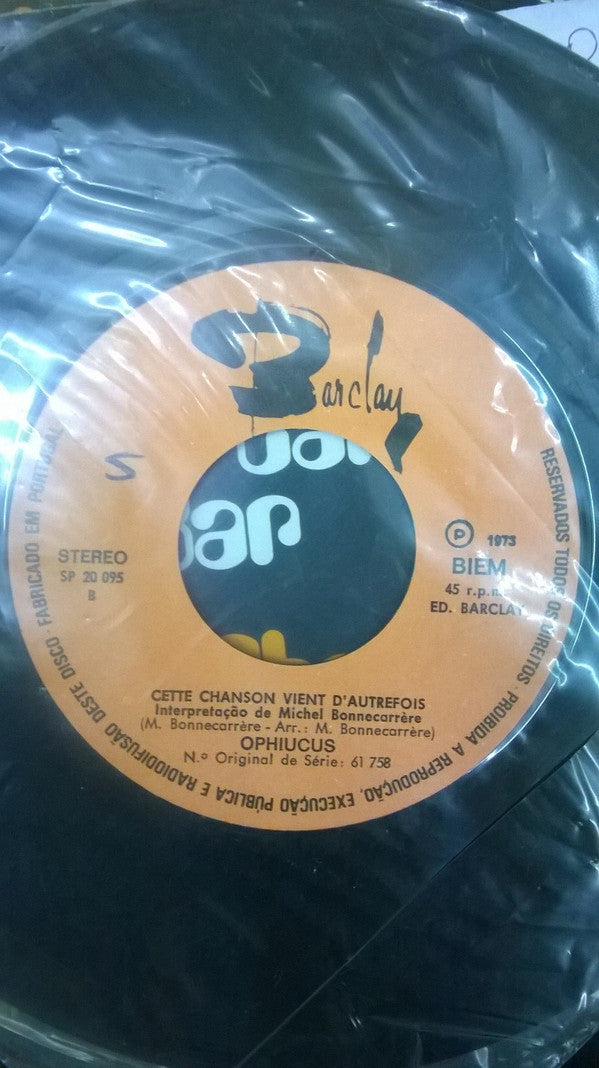 Barclay
STEREO
SP 20 095
B
℗ 1973
BIEM
45 r.p.m.
ED. BARCLAY
CETTE CHANSON VIENT D'AUTREFOIS
Interpretação de Michel Bonnecarrère
(M. Bonnecarrère - Arr.: M. Bonnecarrère)
OPHIUCUS
N.º Original de Série: 61 758
RESERVADOS TODOS OS DIREITOS. PROIBIDA A REPRODUÇÃO, EXECUÇÃO PÚBLICA E RADIODIFUSÃO DESTE DISCO · FABRICADO EM PORTUGAL